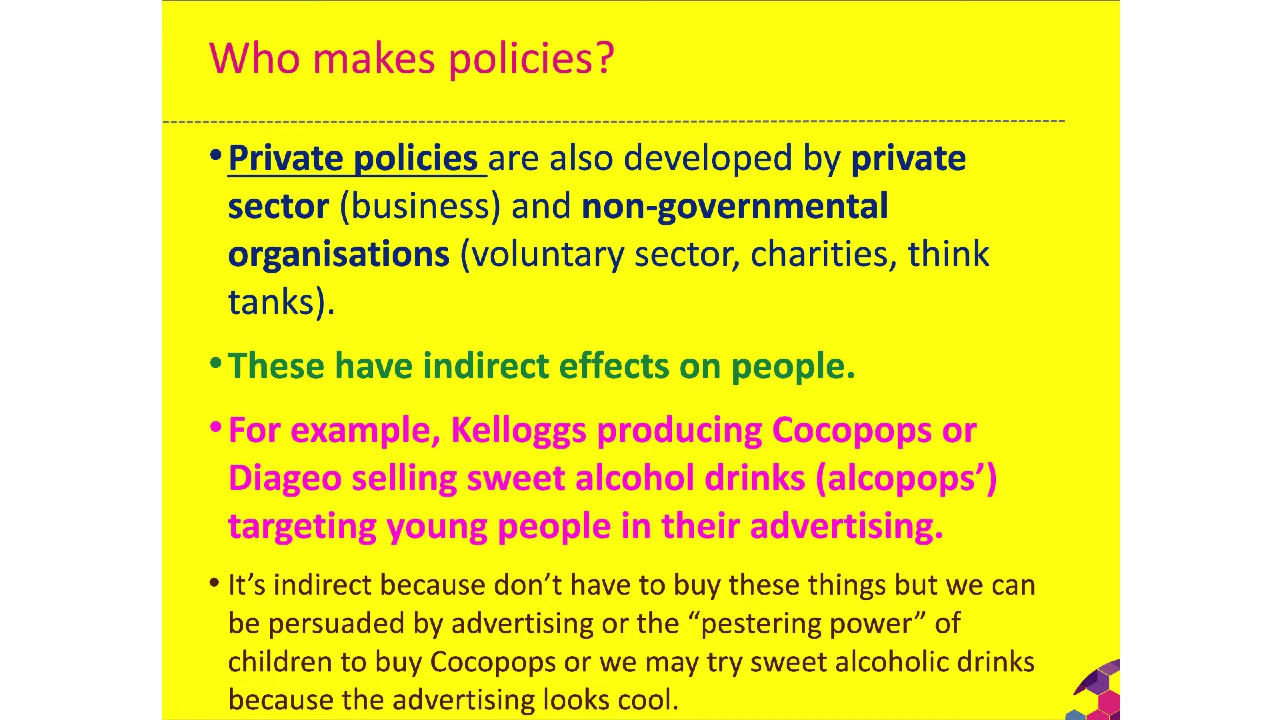 Who makes policies?
•Private policies are also developed by private
sector (business) and non-governmental
organisations (voluntary sector, charities, think
tanks).
•These have indirect effects on people.
•For example, Kelloggs producing Cocopops or
Diageo selling sweet alcohol drinks (alcopops’)
targeting young people in their advertising.
• It’s indirect because don’t have to buy these things but we can
be persuaded by advertising or the “pestering power” of
children to buy Cocopops or we may try sweet alcoholic drinks
because the advertising looks cool.